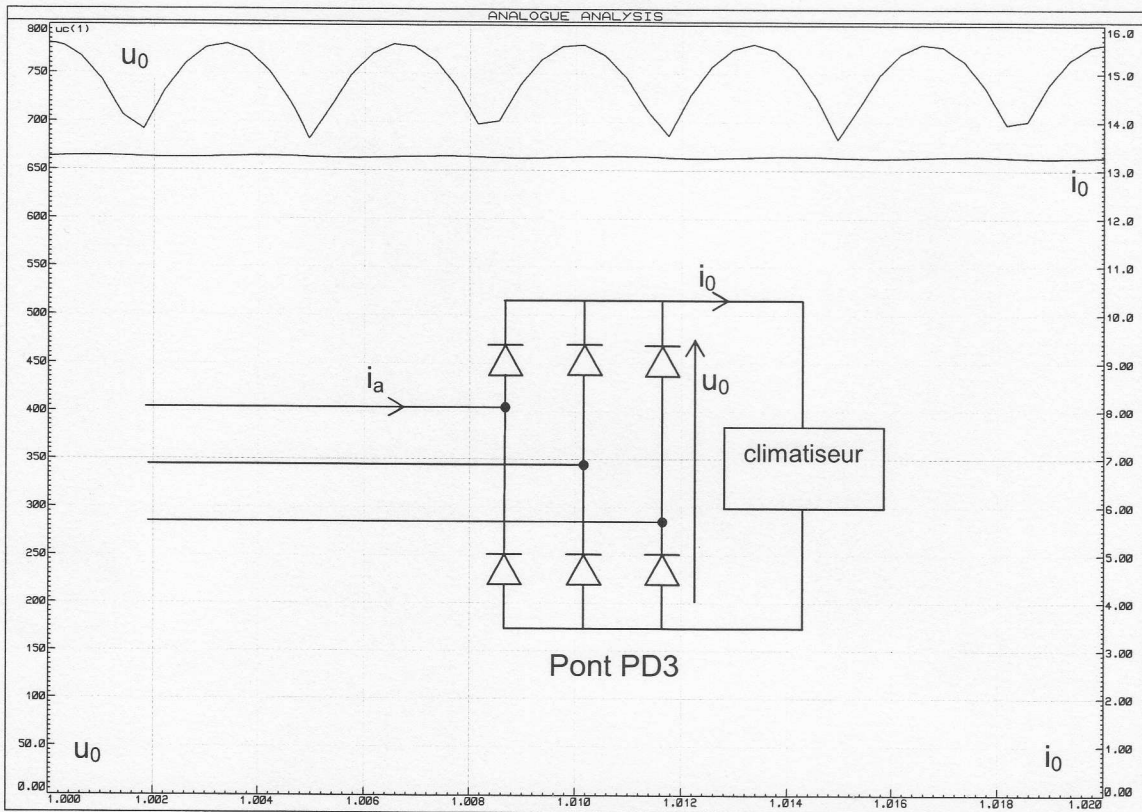 ANALOGUE ANALYSIS
800 uc(1) 16.0
u0
750 15.0
700 14.0
650 13.0
i0
600 12.0
550 11.0
i0
500 10.0
450 9.00
u0
ia
400 8.00
climatiseur
350 7.00
300 6.00
250 5.00
200 4.00
150 3.00
Pont PD3
100 2.00
50.0 1.00
u0 i0
0.00 0.00
1.000 1.002 1.004 1.006 1.008 1.010 1.012 1.014 1.016 1.018 1.020